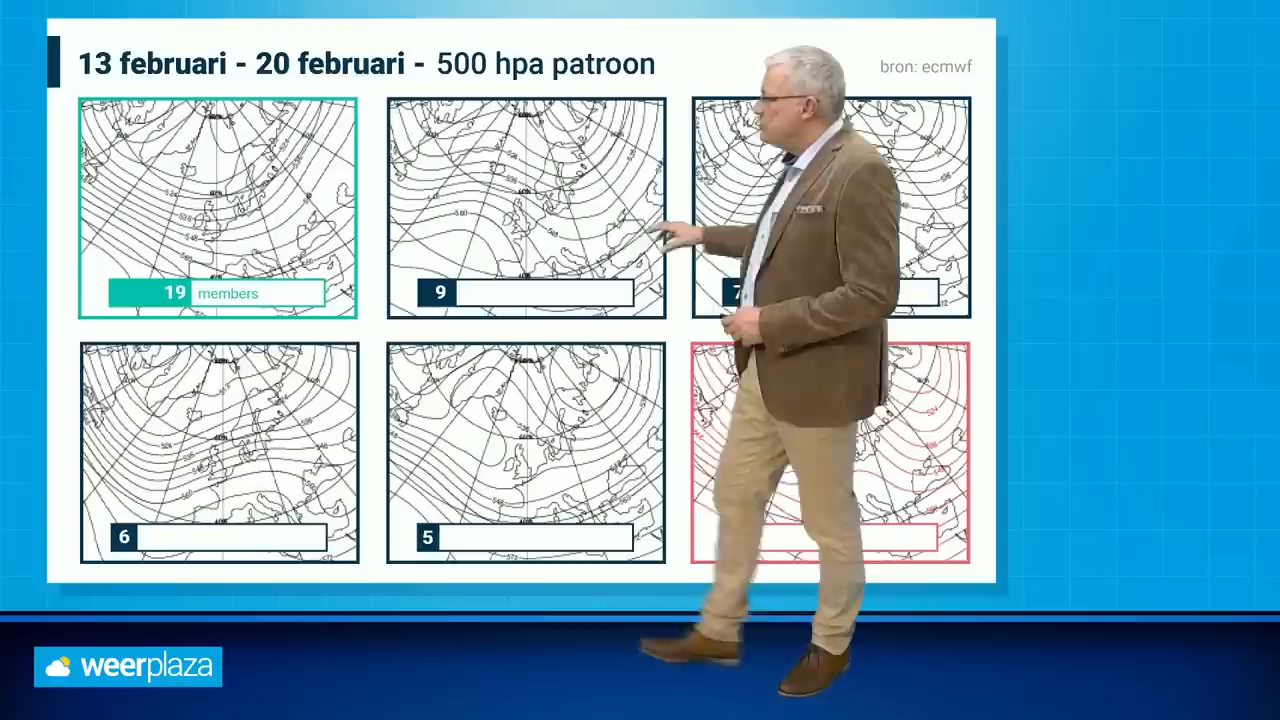 13 februari - 20 februari - 500 hpa patroon
bron: ecmwf
19 members
9
7
6
5
weerplaza